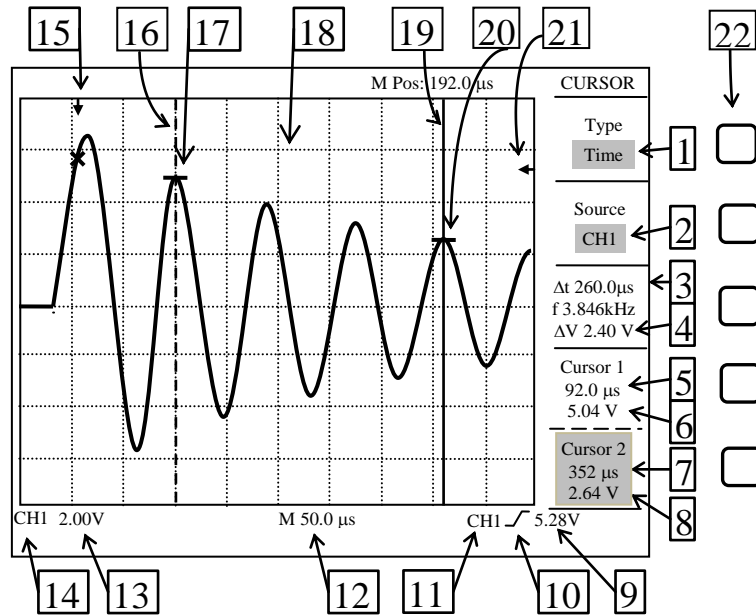 15 16 17 18 19 20 21 22
M Pos: 192.0 μs
CURSOR
Type
Time
1
Source
CH1
2
Δt 260.0μs
3
f 3.846kHz
ΔV 2.40 V
4
Cursor 1
92.0 μs
5
5.04 V
6
Cursor 2
352 μs
7
2.64 V
8
CH1 2.00V M 50.0 μs CH1 5.28V
14 13 12 11 10 9